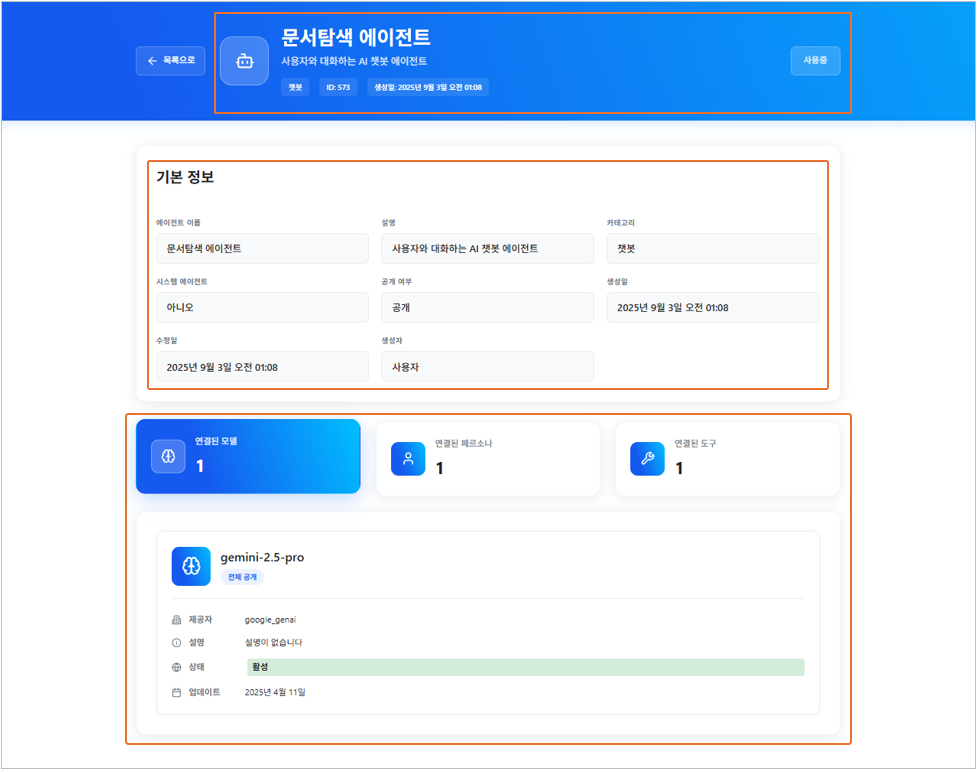 목록으로
문서탐색 에이전트
사용자와 대화하는 AI 챗봇 에이전트
챗봇 ID: 573 생성일: 2025년 9월 3일 오전 01:08
사용중
기본 정보
에이전트 이름 설명 카테고리
문서탐색 에이전트 사용자와 대화하는 AI 챗봇 에이전트 챗봇
시스템 에이전트 공개 여부 생성일
아니오 공개 2025년 9월 3일 오전 01:08
수정일 생성자
2025년 9월 3일 오전 01:08 사용자
연결된 모델
1
연결된 페르소나
1
연결된 도구
1
gemini-2.5-pro
전체 공개
제공자 google_genai
설명 설명이 없습니다
상태 활성
업데이트 2025년 4월 11일